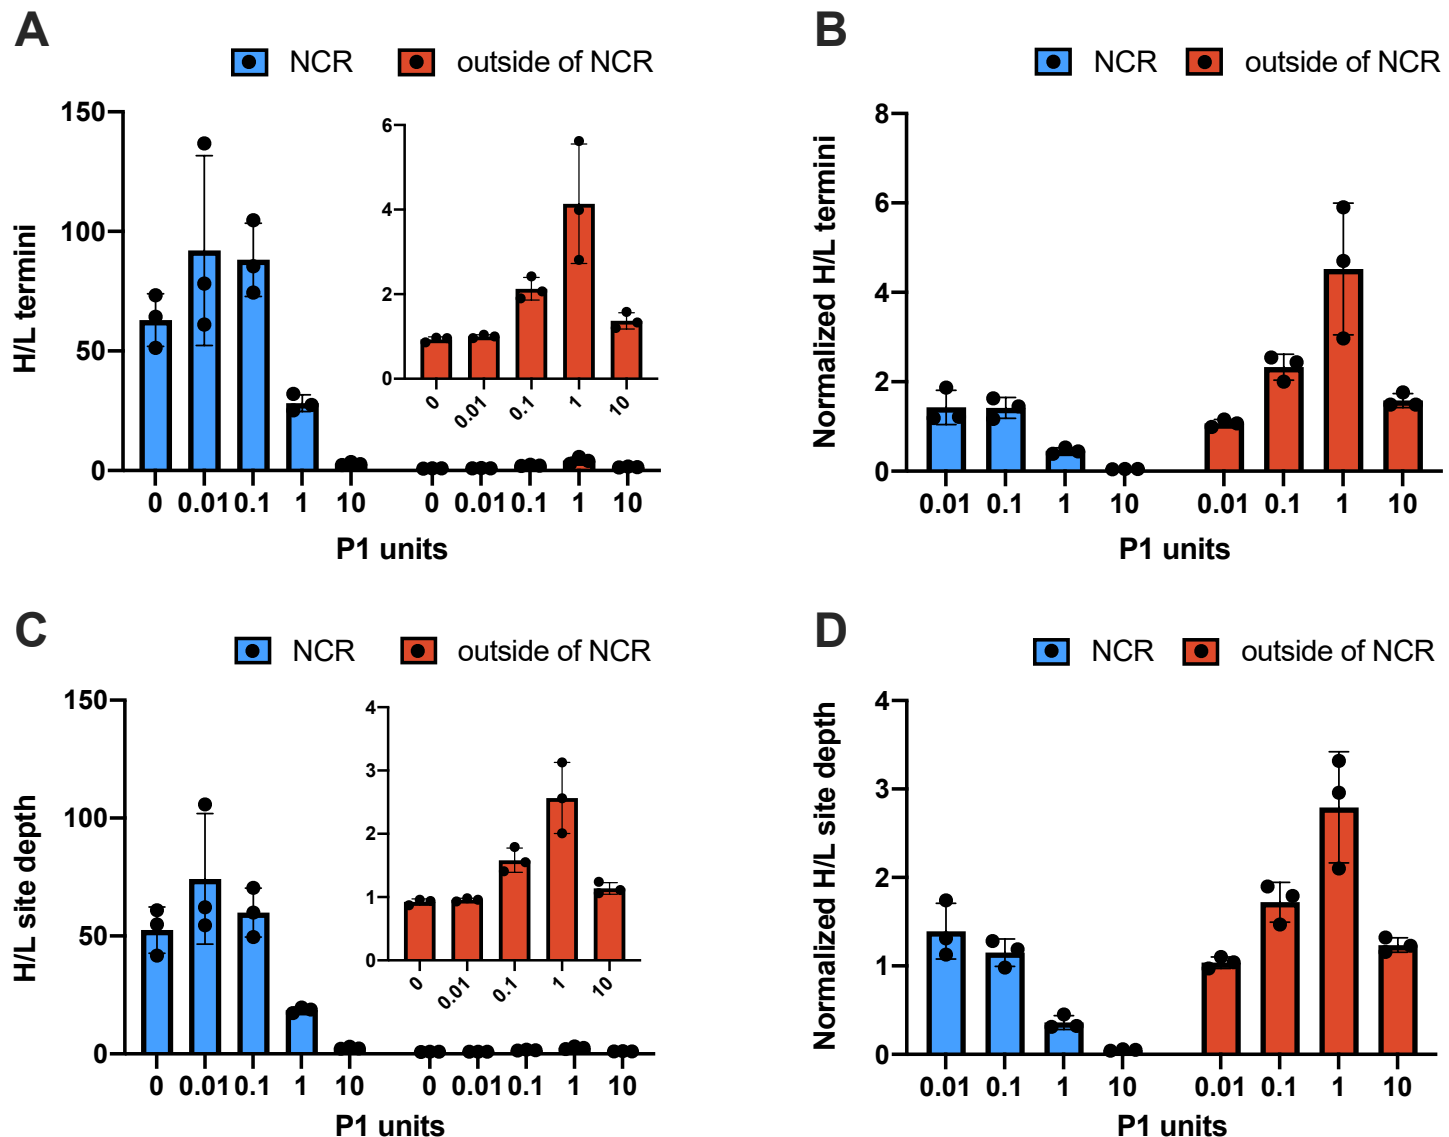 A
NCR outside of NCR
150
100
50
0
H/L termini
6
4
2
0
0 0.01 0.1 1 10
0 0.01 0.1 1 10 0 0.01 0.1 1 10
P1 units
B
NCR outside of NCR
8
6
4
2
0
Normalized H/L termini
0.01 0.1 1 10 0.01 0.1 1 10
P1 units
C
NCR outside of NCR
150
100
50
0
H/L site depth
4
3
2
1
0
0 0.01 0.1 1 10
0 0.01 0.1 1 10 0 0.01 0.1 1 10
P1 units
D
NCR outside of NCR
4
3
2
1
0
Normalized H/L site depth
0.01 0.1 1 10 0.01 0.1 1 10
P1 units